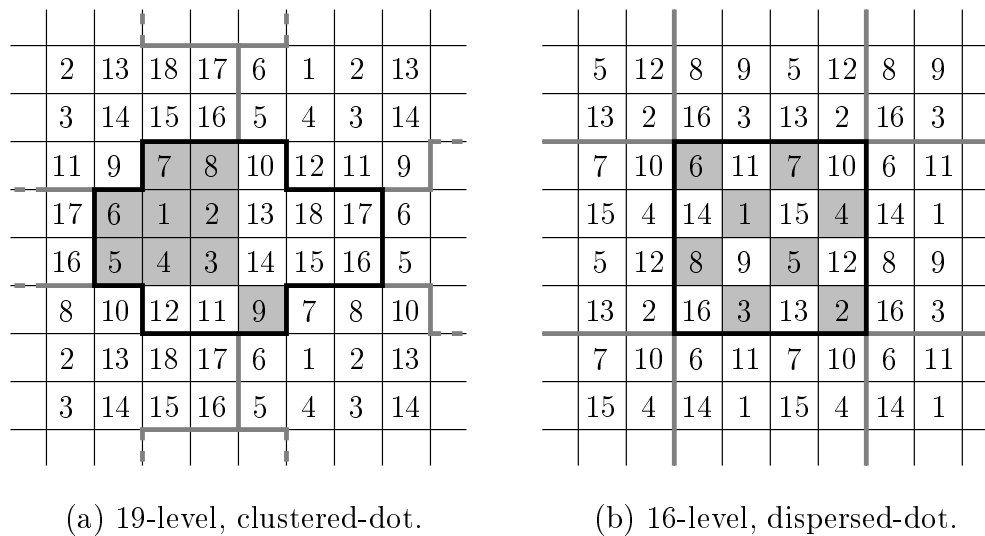 2 13 18 17 6 1 2 13
3 14 15 16 5 4 3 14
11 9 7 8 10 12 11 9
17 6 1 2 13 18 17 6
16 5 4 3 14 15 16 5
8 10 12 11 9 7 8 10
2 13 18 17 6 1 2 13
3 14 15 16 5 4 3 14
(a) 19-level, clustered-dot.
5 12 8 9 5 12 8 9
13 2 16 3 13 2 16 3
7 10 6 11 7 10 6 11
15 4 14 1 15 4 14 1
5 12 8 9 5 12 8 9
13 2 16 3 13 2 16 3
7 10 6 11 7 10 6 11
15 4 14 1 15 4 14 1
(b) 16-level, dispersed-dot.